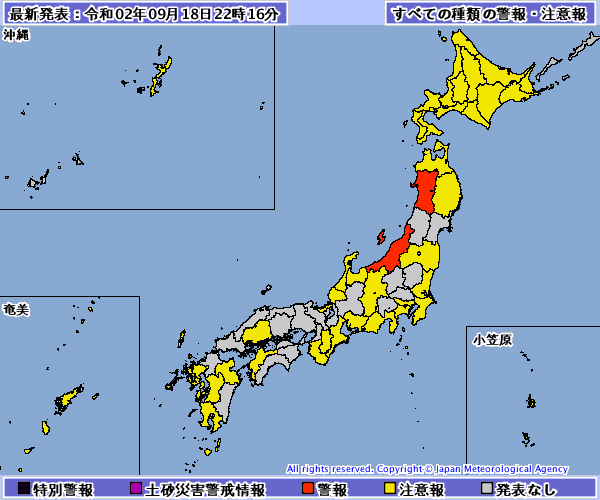 最新発表：令和02年09月18日22時16分
すべての種類の警報・注意報
沖縄
奄美
小笠原
All rights reserved. Copyright © Japan Meteorological Agency
特別警報 土砂災害警戒情報 警報 注意報 発表なし